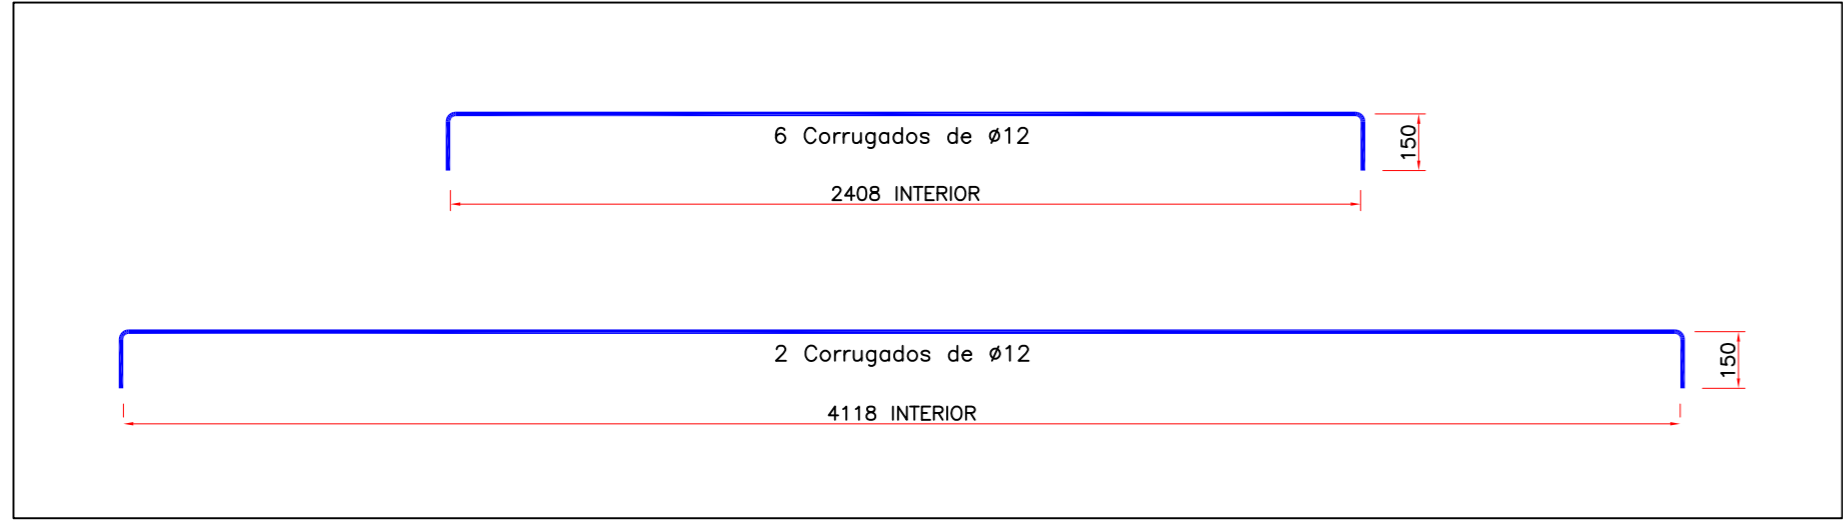 6 Corrugados de ø12
150
2408 INTERIOR
2 Corrugados de ø12
150
4118 INTERIOR